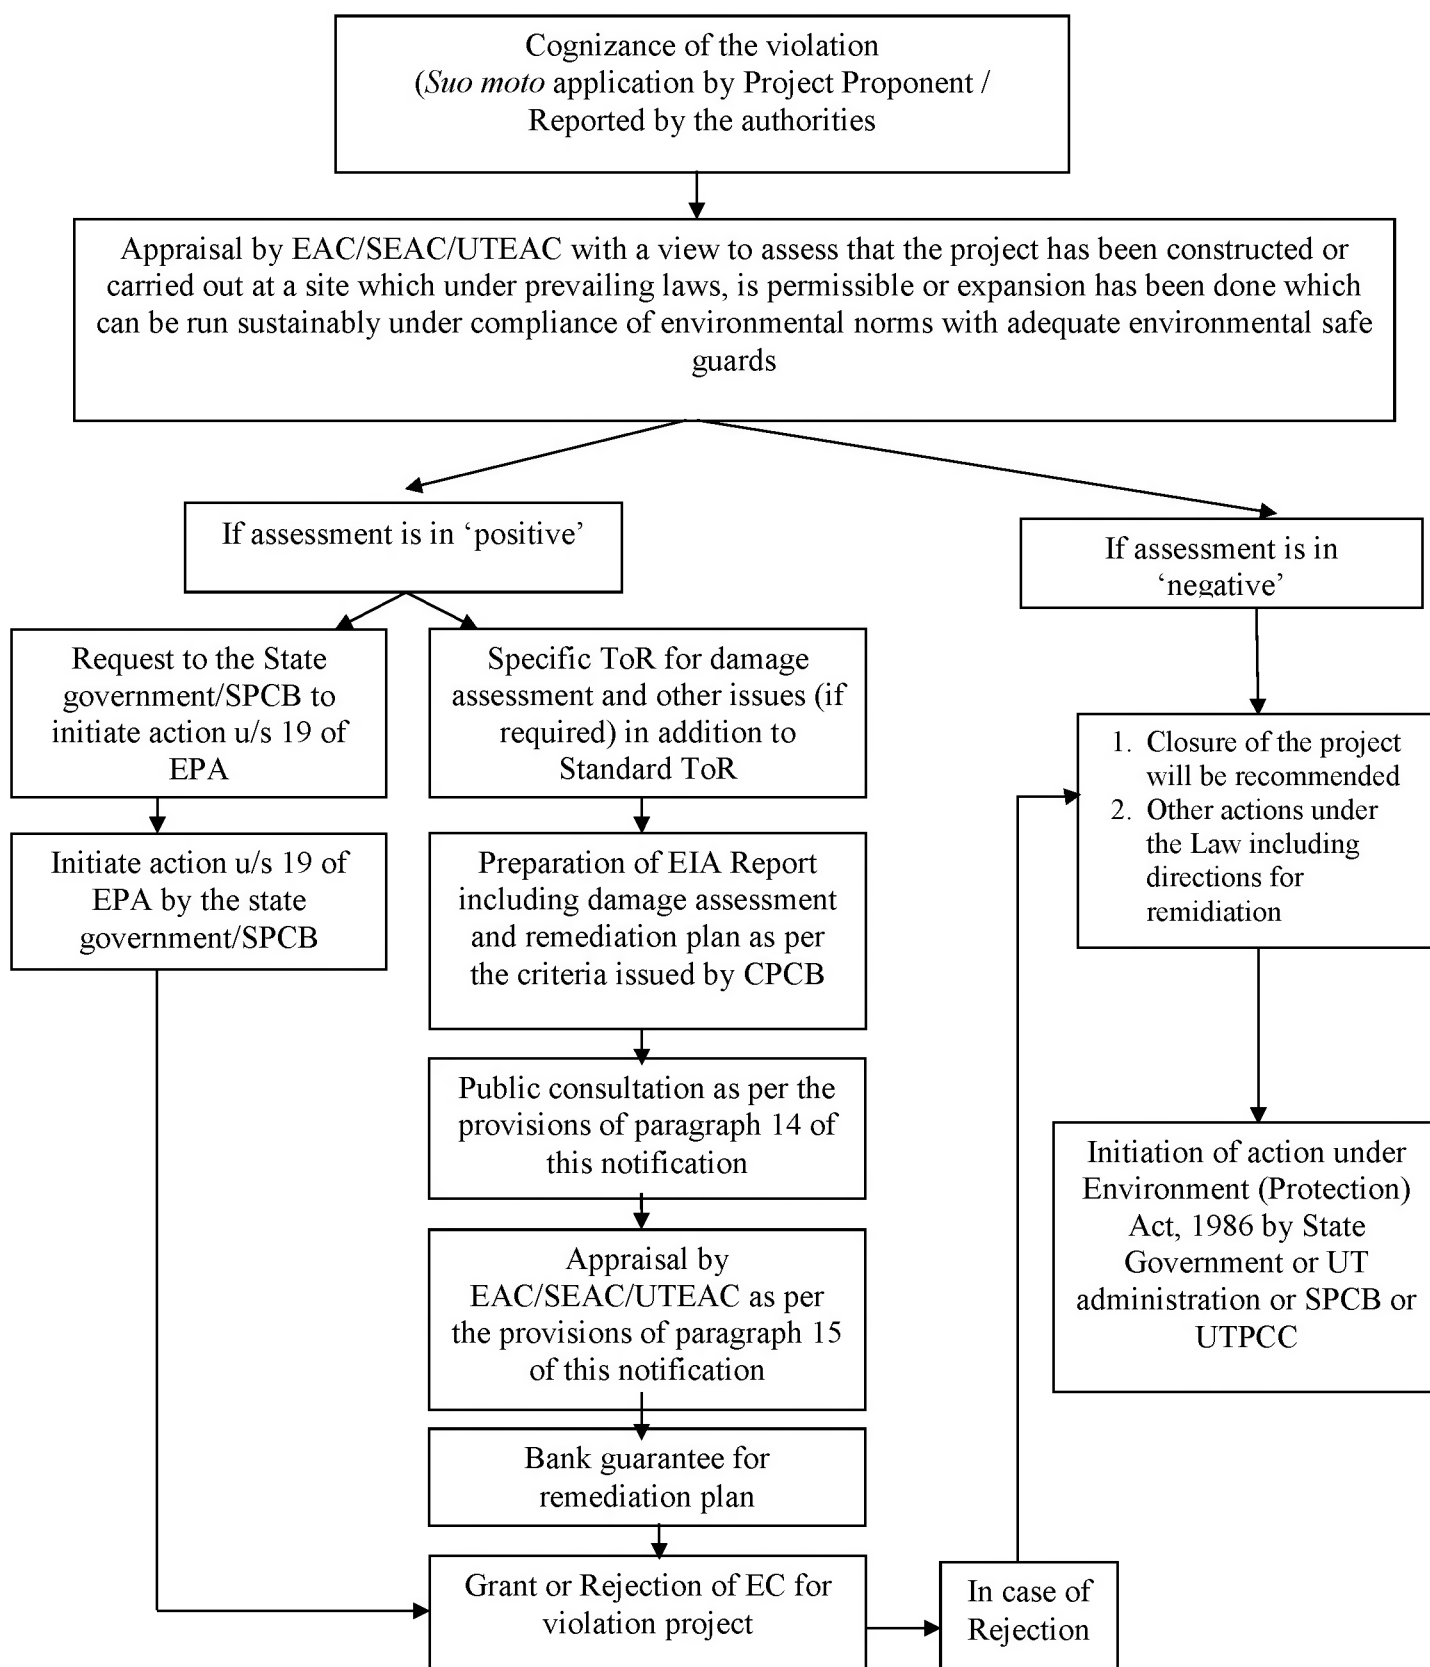 Cognizance of the violation
(Suo moto application by Project Proponent /
Reported by the authorities
Appraisal by EAC/SEAC/UTEAC with a view to assess that the project has been constructed or
carried out at a site which under prevailing laws, is permissible or expansion has been done which
can be run sustainably under compliance of environmental norms with adequate environmental safe
guards
If assessment is in ‘positive’
If assessment is in
‘negative’
Request to the State
government/SPCB to
initiate action u/s 19 of
EPA
Initiate action u/s 19 of
EPA by the state
government/SPCB
Specific ToR for damage
assessment and other issues (if
required) in addition to
Standard ToR
Preparation of EIA Report
including damage assessment
and remediation plan as per
the criteria issued by CPCB
Public consultation as per the
provisions of paragraph 14 of
this notification
Appraisal by
EAC/SEAC/UTEAC as per
the provisions of paragraph 15
of this notification
Bank guarantee for
remediation plan
Grant or Rejection of EC for
violation project
In case of
Rejection
1. Closure of the project
will be recommended
2. Other actions under
the Law including
directions for
remidiation
Initiation of action under
Environment (Protection)
Act, 1986 by State
Government or UT
administration or SPCB or
UTPCC